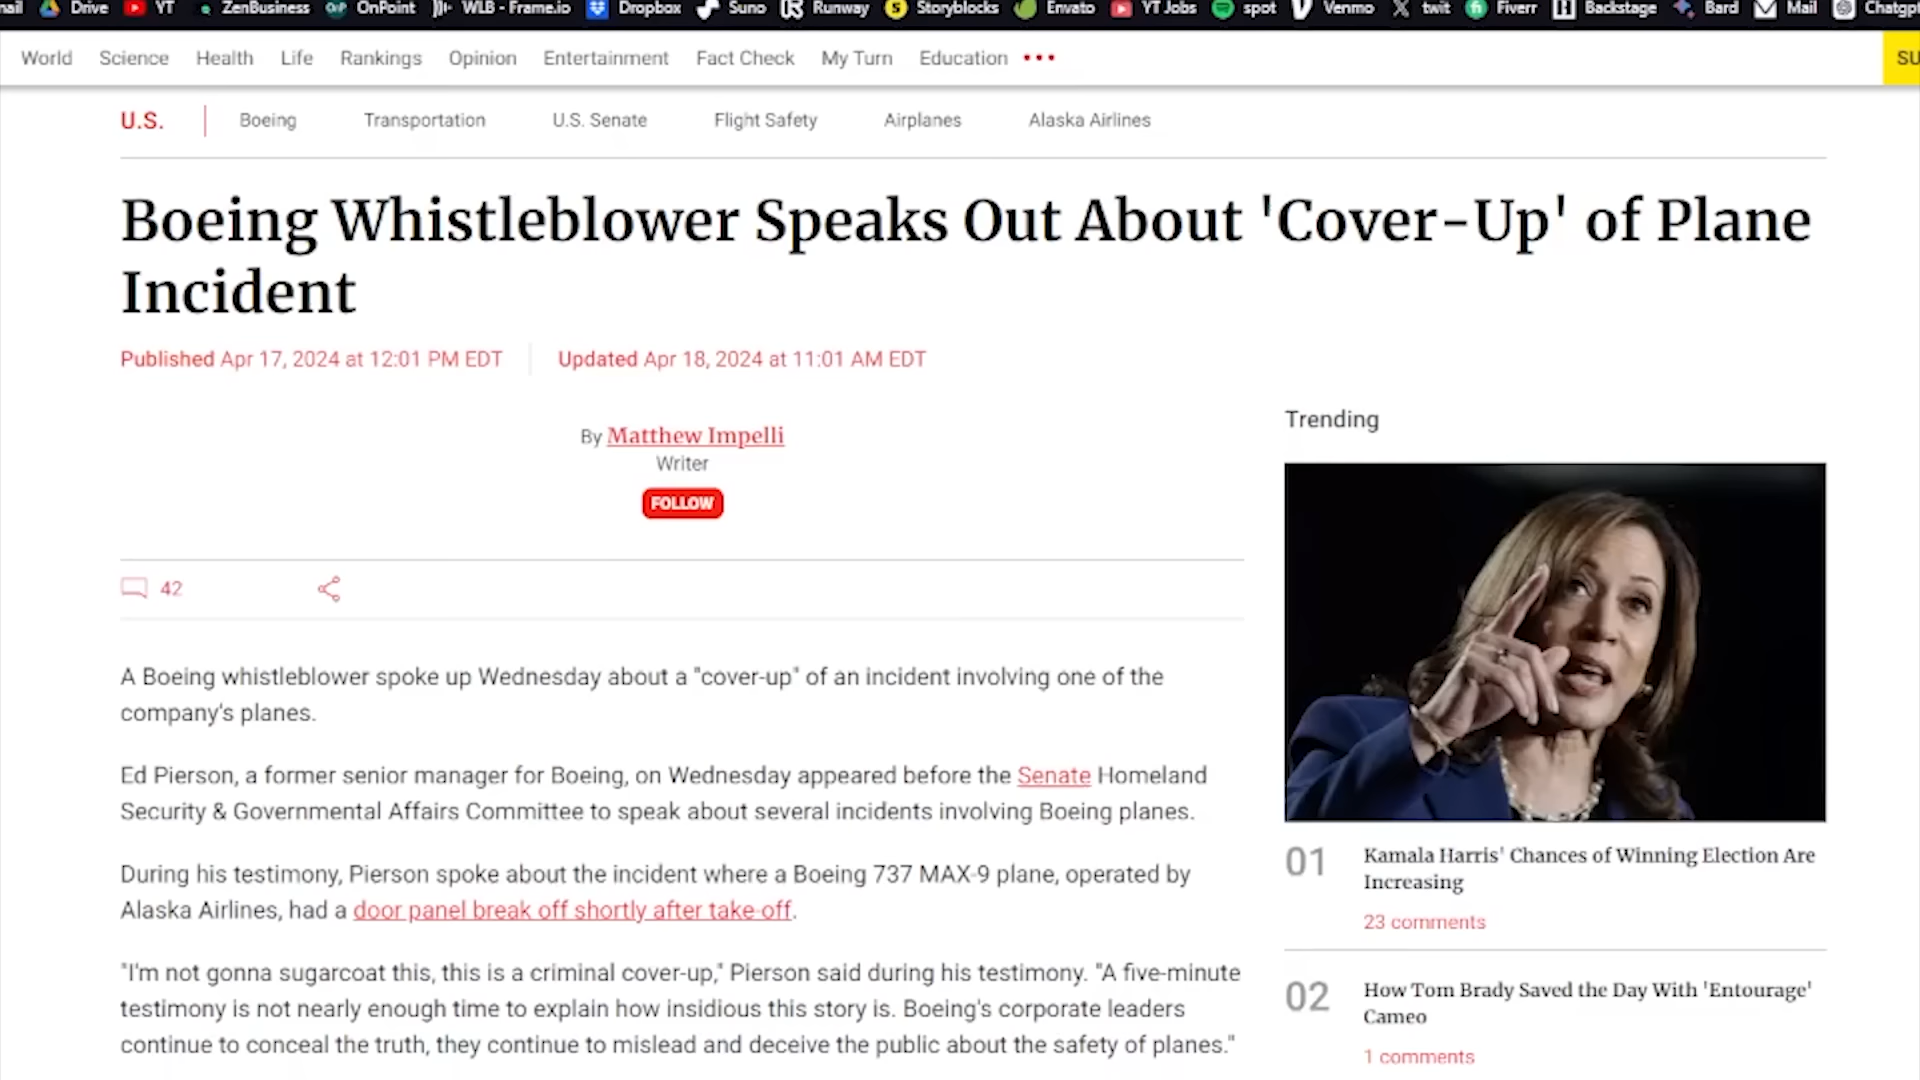 Drive YT ZenBusiness OnPoint WLB - Frame.io Dropbox Suno Runway Storyblocks Envato YT Jobs spot Venmo twit Fiverr Backstage Bard Mail Chatgpt
World Science Health Life Rankings Opinion Entertainment Fact Check My Turn Education
U.S. Boeing Transportation U.S. Senate Flight Safety Airplanes Alaska Airlines
Boeing Whistleblower Speaks Out About 'Cover-Up' of Plane
Incident
Published Apr 17, 2024 at 12:01 PM EDT Updated Apr 18, 2024 at 11:01 AM EDT
By Matthew Impelli
Writer
FOLLOW
42
A Boeing whistleblower spoke up Wednesday about a "cover-up" of an incident involving one of the
company's planes.
Ed Pierson, a former senior manager for Boeing, on Wednesday appeared before the Senate Homeland
Security & Governmental Affairs Committee to speak about several incidents involving Boeing planes.
During his testimony, Pierson spoke about the incident where a Boeing 737 MAX-9 plane, operated by
Alaska Airlines, had a door panel break off shortly after take-off.
"I'm not gonna sugarcoat this, this is a criminal cover-up," Pierson said during his testimony. "A five-minute
testimony is not nearly enough time to explain how insidious this story is. Boeing's corporate leaders
continue to conceal the truth, they continue to mislead and deceive the public about the safety of planes."
Trending
01 Kamala Harris' Chances of Winning Election Are
Increasing
23 comments
02 How Tom Brady Saved the Day With 'Entourage'
Cameo
1 comments